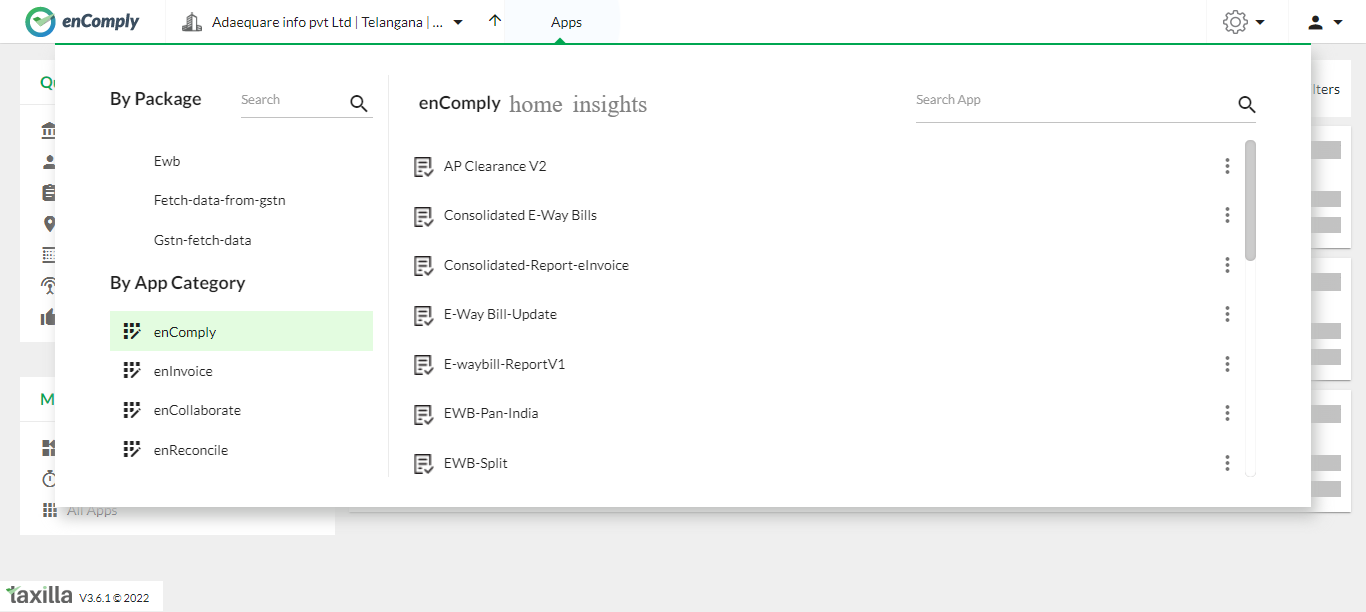 enComply
Adaequare info pvt Ltd | Telangana | ...
Apps
Qu
lters
By Package
Search
enComply home insights
Search App
Ewb
Fetch-data-from-gstn
Gstn-fetch-data
By App Category
enComply
enInvoice
enCollaborate
enReconcile
AP Clearance V2
Consolidated E-Way Bills
Consolidated-Report-eInvoice
E-Way Bill-Update
E-waybill-ReportV1
EWB-Pan-India
EWB-Split
M
All Apps
taxilla V3.6.1 © 2022